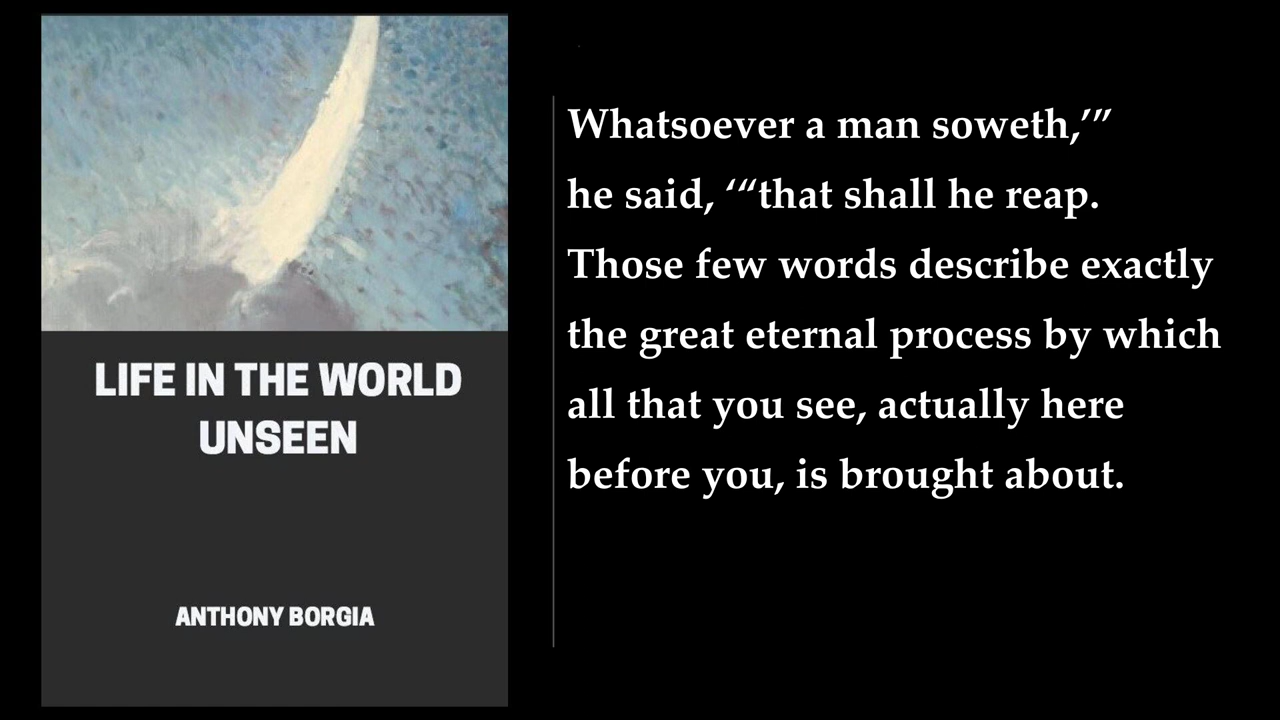 LIFE IN THE WORLD
UNSEEN
ANTHONY BORGIA
Whatsoever a man soweth,’”
he said, ‘“that shall he reap.
Those few words describe exactly
the great eternal process by which
all that you see, actually here
before you, is brought about.